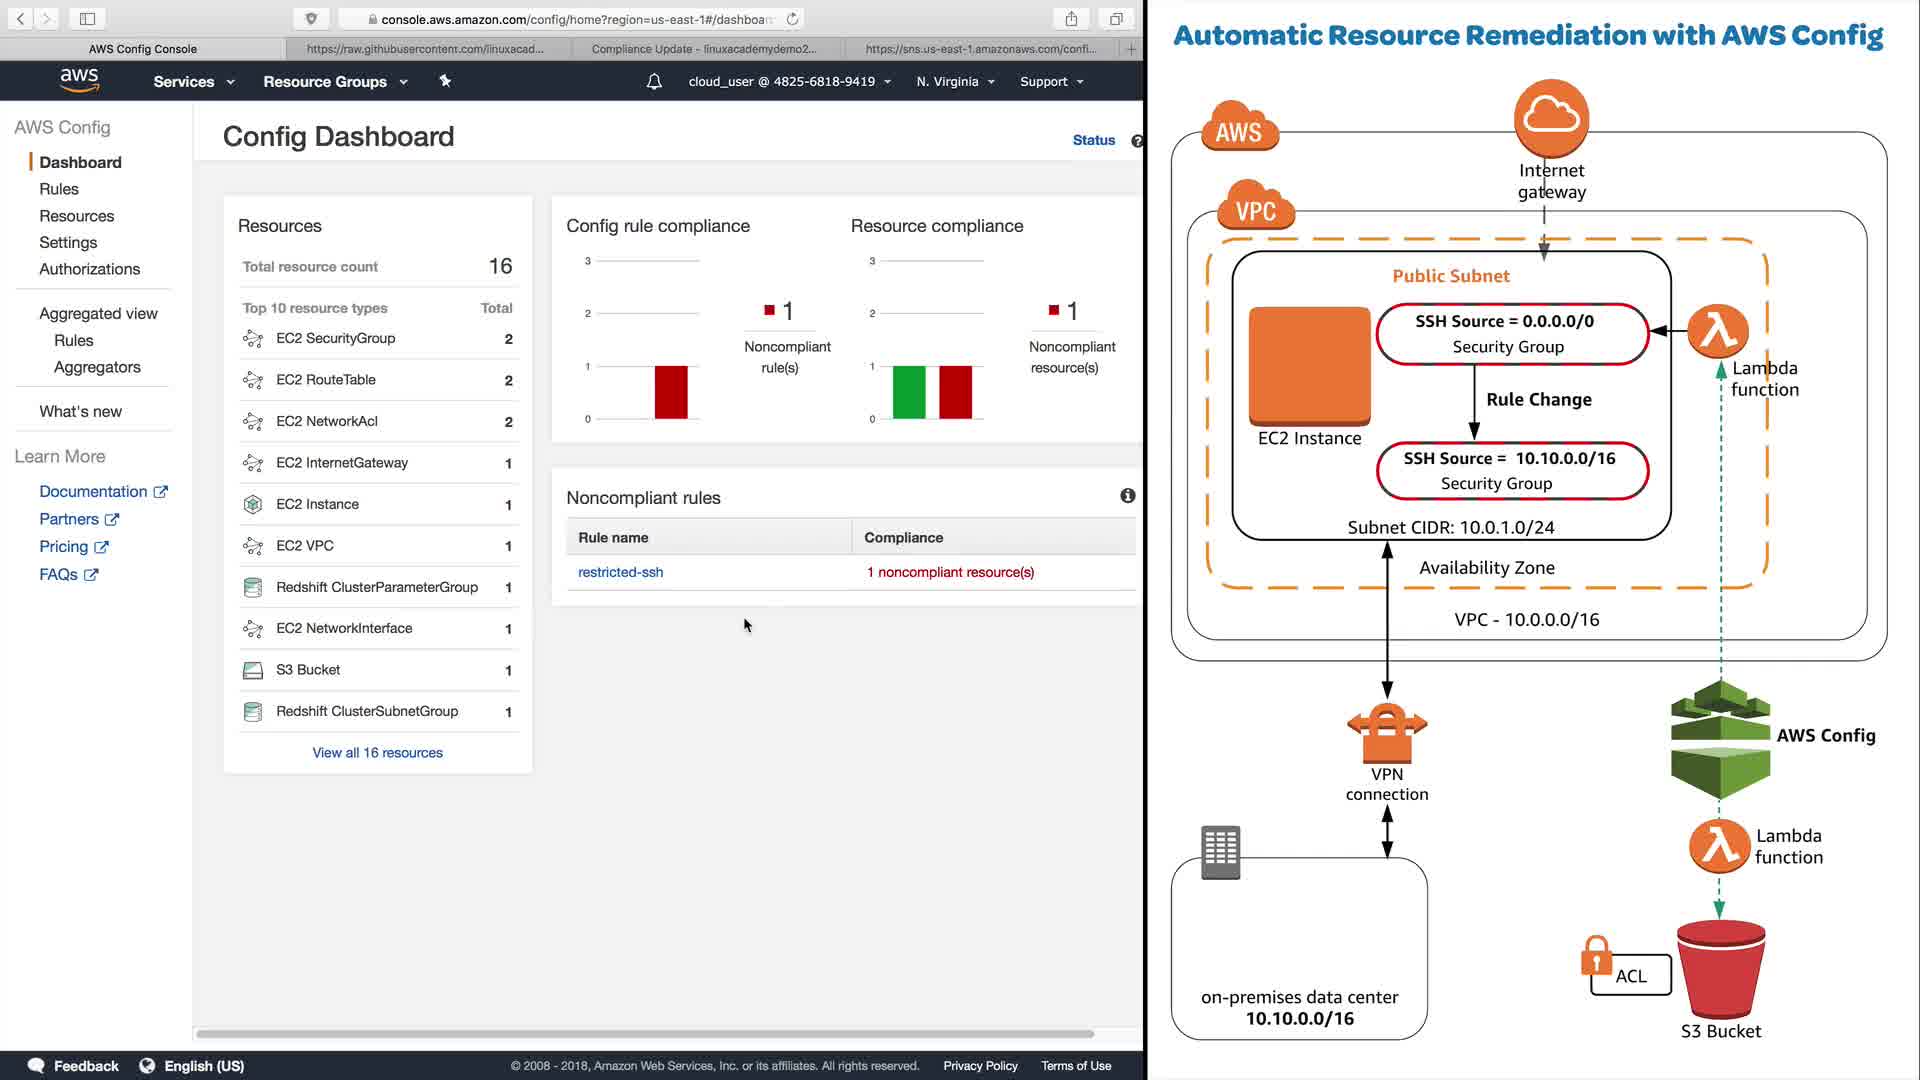 console.aws.amazon.com/config/home?region=us-east-1#/dashboar
AWS Config Console
https://raw.githubusercontent.com/linuxacad...
Compliance Update - linuxacademydemo2...
https://sns.us-east-1.amazonaws.com/confi...
aws
Services
Resource Groups
cloud_user @ 4825-6818-9419
N. Virginia
Support
AWS Config
Dashboard
Rules
Resources
Settings
Authorizations
Aggregated view
Rules
Aggregators
What's new
Learn More
Documentation
Partners
Pricing
FAQs
Config Dashboard
Status
Resources
Total resource count 16
Top 10 resource types Total
EC2 SecurityGroup 2
EC2 RouteTable 2
EC2 NetworkAcl 2
EC2 InternetGateway 1
EC2 Instance 1
EC2 VPC 1
Redshift ClusterParameterGroup 1
EC2 NetworkInterface 1
S3 Bucket 1
Redshift ClusterSubnetGroup 1
View all 16 resources
Config rule compliance
3
2
1
0
1
Noncompliant
rule(s)
Resource compliance
3
2
1
0
1
Noncompliant
resource(s)
Noncompliant rules
Rule name Compliance
restricted-ssh 1 noncompliant resource(s)
Feedback
English (US)
© 2008 - 2018, Amazon Web Services, Inc. or its affiliates. All rights reserved.
Privacy Policy
Terms of Use
Automatic Resource Remediation with AWS Config
AWS
Internet
gateway
VPC
Public Subnet
SSH Source = 0.0.0.0/0
Security Group
Lambda
function
Rule Change
EC2 Instance
SSH Source = 10.10.0.0/16
Security Group
Subnet CIDR: 10.0.1.0/24
Availability Zone
VPC - 10.0.0.0/16
VPN
connection
AWS Config
Lambda
function
on-premises data center
10.10.0.0/16
ACL
S3 Bucket